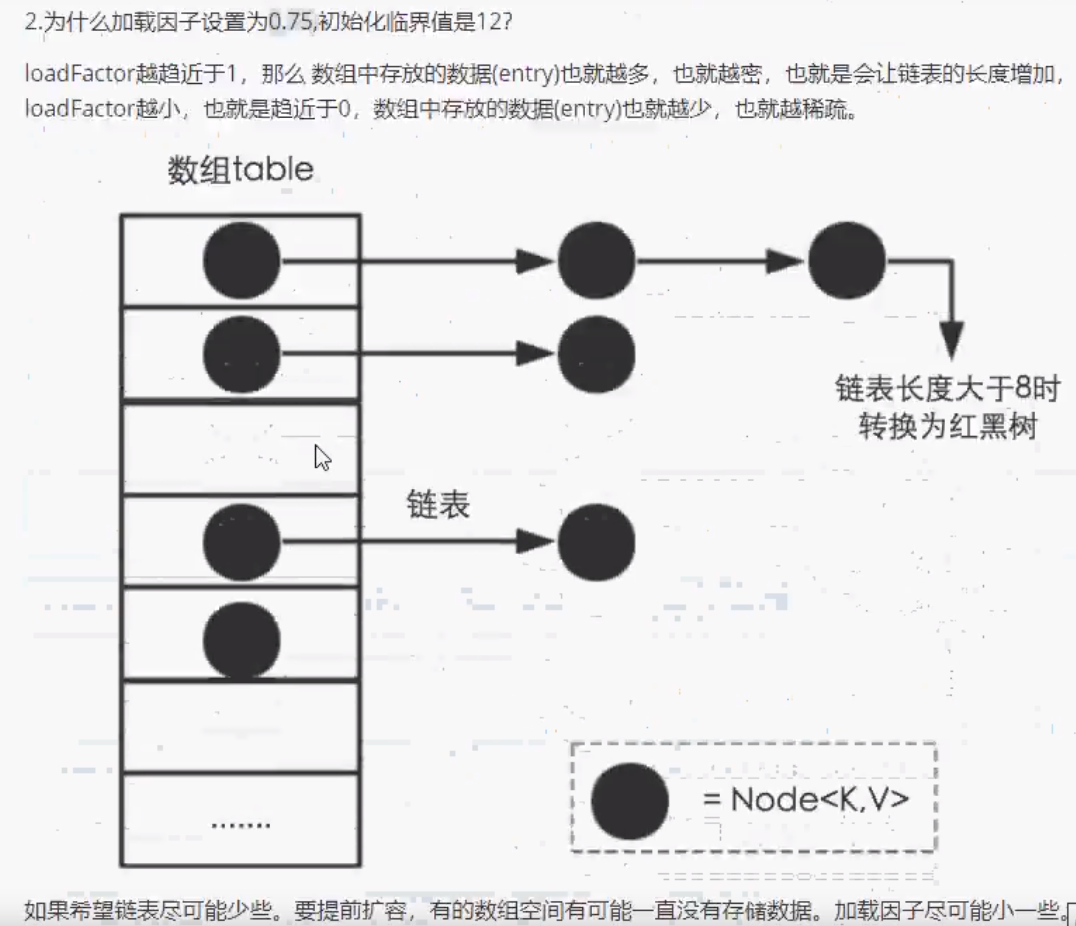 2.为什么加载因子设置为0.75,初始化临界值是12?
loadFactor越趋近于1，那么 数组中存放的数据(entry)也就越多，也就越密，也就是会让链表的长度增加，
loadFactor越小，也就是趋近于0，数组中存放的数据(entry)也就越少，也就越稀疏。
数组table
链表长度大于8时
转换为红黑树
链表
= Node<K,V>
.......
如果希望链表尽可能少些。要提前扩容，有的数组空间有可能一直没有存储数据。加载因子尽可能小一些。